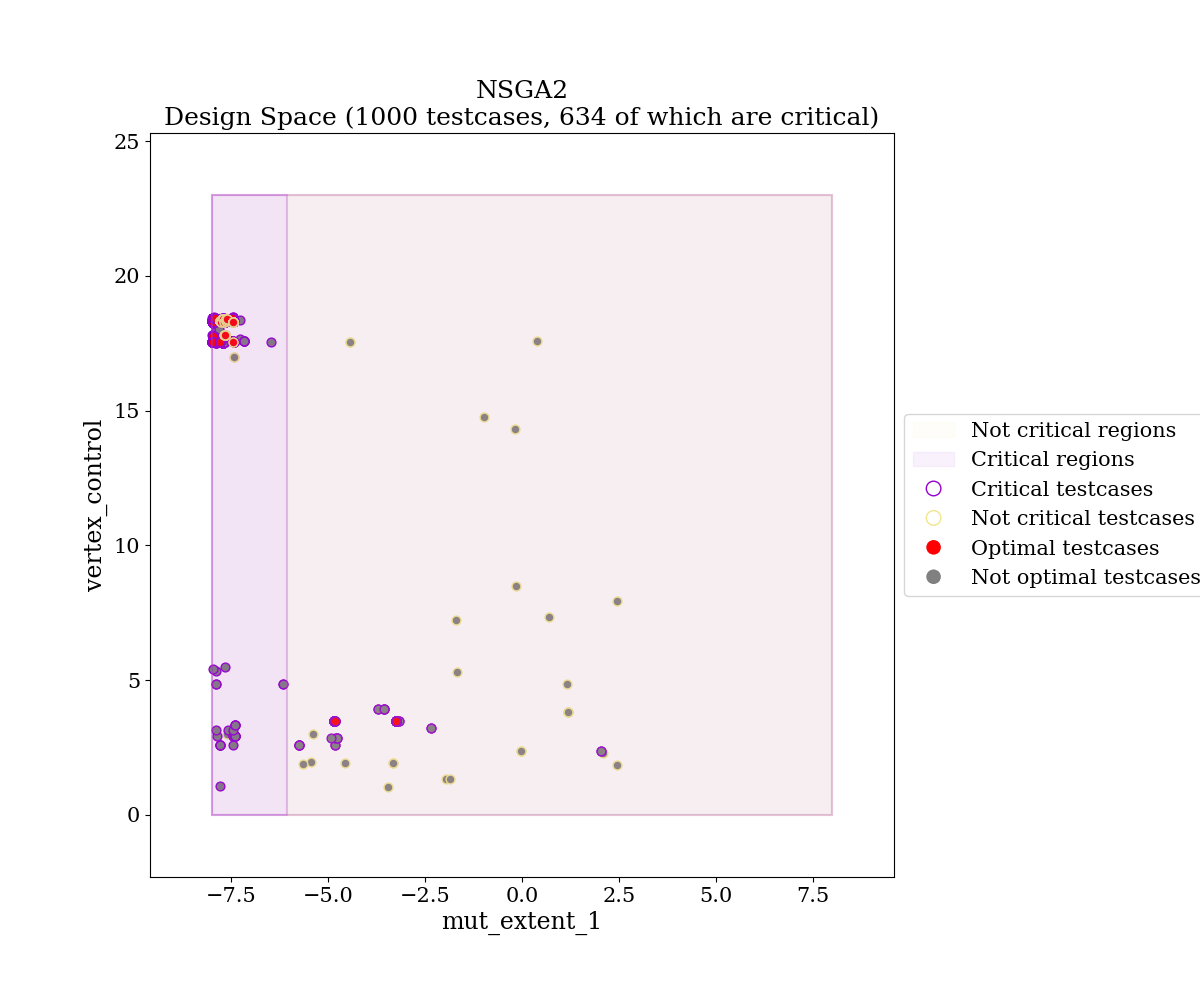 NSGA2
Design Space (1000 testcases, 634 of which are critical)
25
20
15
10
5
0
vertex_control
−7.5
−5.0
−2.5
0.0
2.5
5.0
7.5
mut_extent_1
Not critical regions
Critical regions
Critical testcases
Not critical testcases
Optimal testcases
Not optimal testcases